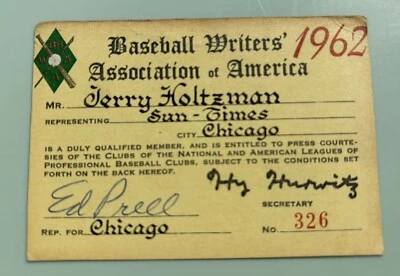 Baseball Writers' 1962
Association of America
MR. Jerry Holtzman
REPRESENTING Sun-Times
CITY Chicago
IS A DULY QUALIFIED MEMBER, AND IS ENTITLED TO PRESS COURTE-
SIES OF THE CLUBS OF THE NATIONAL AND AMERICAN LEAGUES OF
PROFESSIONAL BASEBALL CLUBS, SUBJECT TO THE CONDITIONS SET
FORTH ON THE BACK HEREOF.
Ed Prell Hy Hurwitz
SECRETARY
REP. FOR Chicago NO. 326